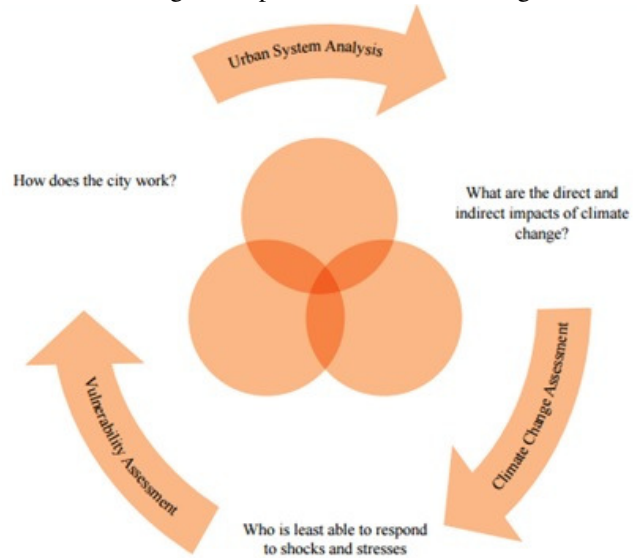 Urban System Analysis
How does the city work?
What are the direct and
indirect impacts of climate
change?
Climate Change Assessment
Vulnerability Assessment
Who is least able to respond
to shocks and stresses